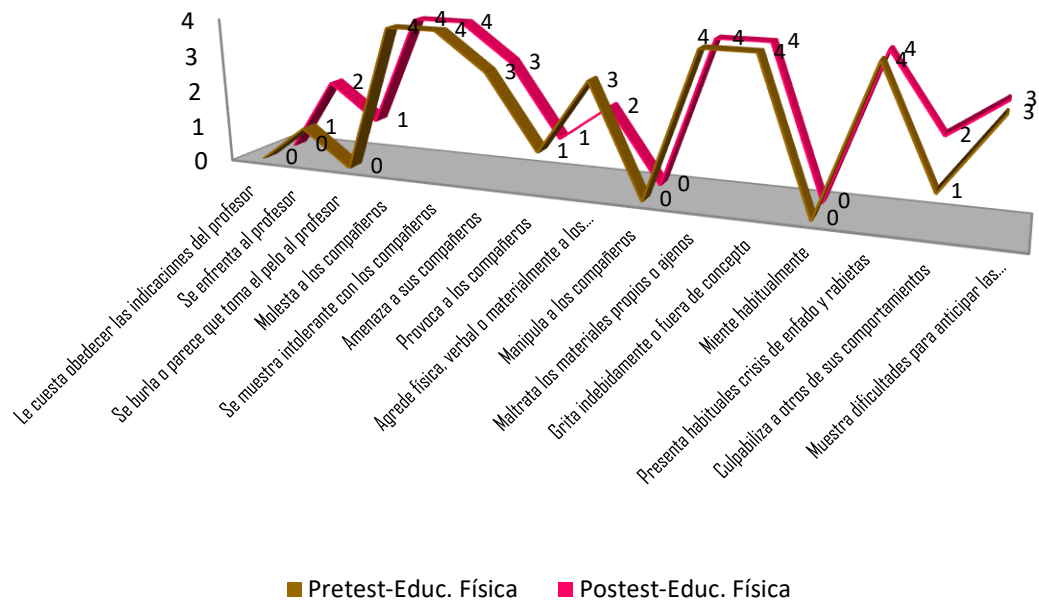 4
3
2
1
0
0 1 0 4 4 3 1 3 0 4 4 0 4 1 3
0 2 1 4 4 3 1 2 0 4 4 0 4 2 3
Le cuesta obedecer las indicaciones del profesor
Se enfrenta al profesor
Se burla o parece que toma el pelo al profesor
Molesta a los compañeros
Se muestra intolerante con los compañeros
Amenaza a sus compañeros
Provoca a los compañeros
Agrede física, verbal o materialmente a los...
Manipula a los compañeros
Maltrata los materiales propios o ajenos
Grita indebidamente o fuera de concepto
Miente habitualmente
Presenta habituales crisis de enfado y rabietas
Culpabiliza a otros de sus comportamientos
Muestra dificultades para anticipar las...
Pretest-Educ. Física
Postest-Educ. Física